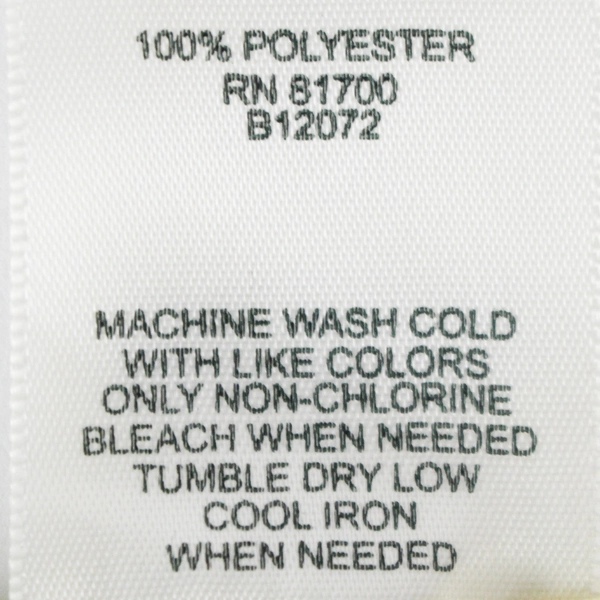 100% POLYESTER
RN 81700
B12072
MACHINE WASH COLD
WITH LIKE COLORS
ONLY NON-CHLORINE
BLEACH WHEN NEEDED
TUMBLE DRY LOW
COOL IRON
WHEN NEEDED